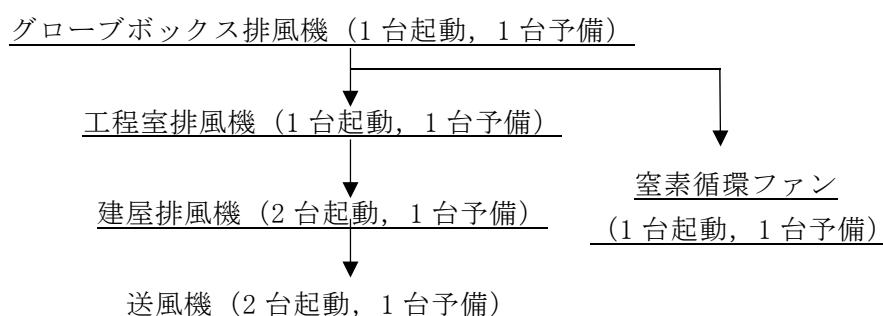 グローブボックス排風機（1 台起動，1 台予備）
工程室排風機（1 台起動，1 台予備）
建屋排風機（2 台起動，1 台予備）
送風機（2 台起動，1 台予備）
窒素循環ファン
（1 台起動，1 台予備）